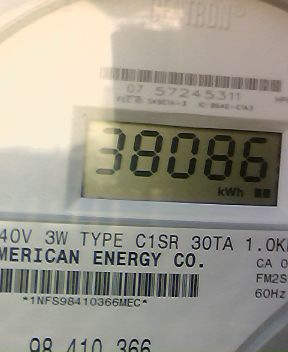 CENTRON®
07 57245311
38086
kWh
40V 3W TYPE C1SR 30TA 1.0K
MERICAN ENERGY CO.
CA 0
FM2S
60Hz
*1NFS98410366MEC*
98 410 366